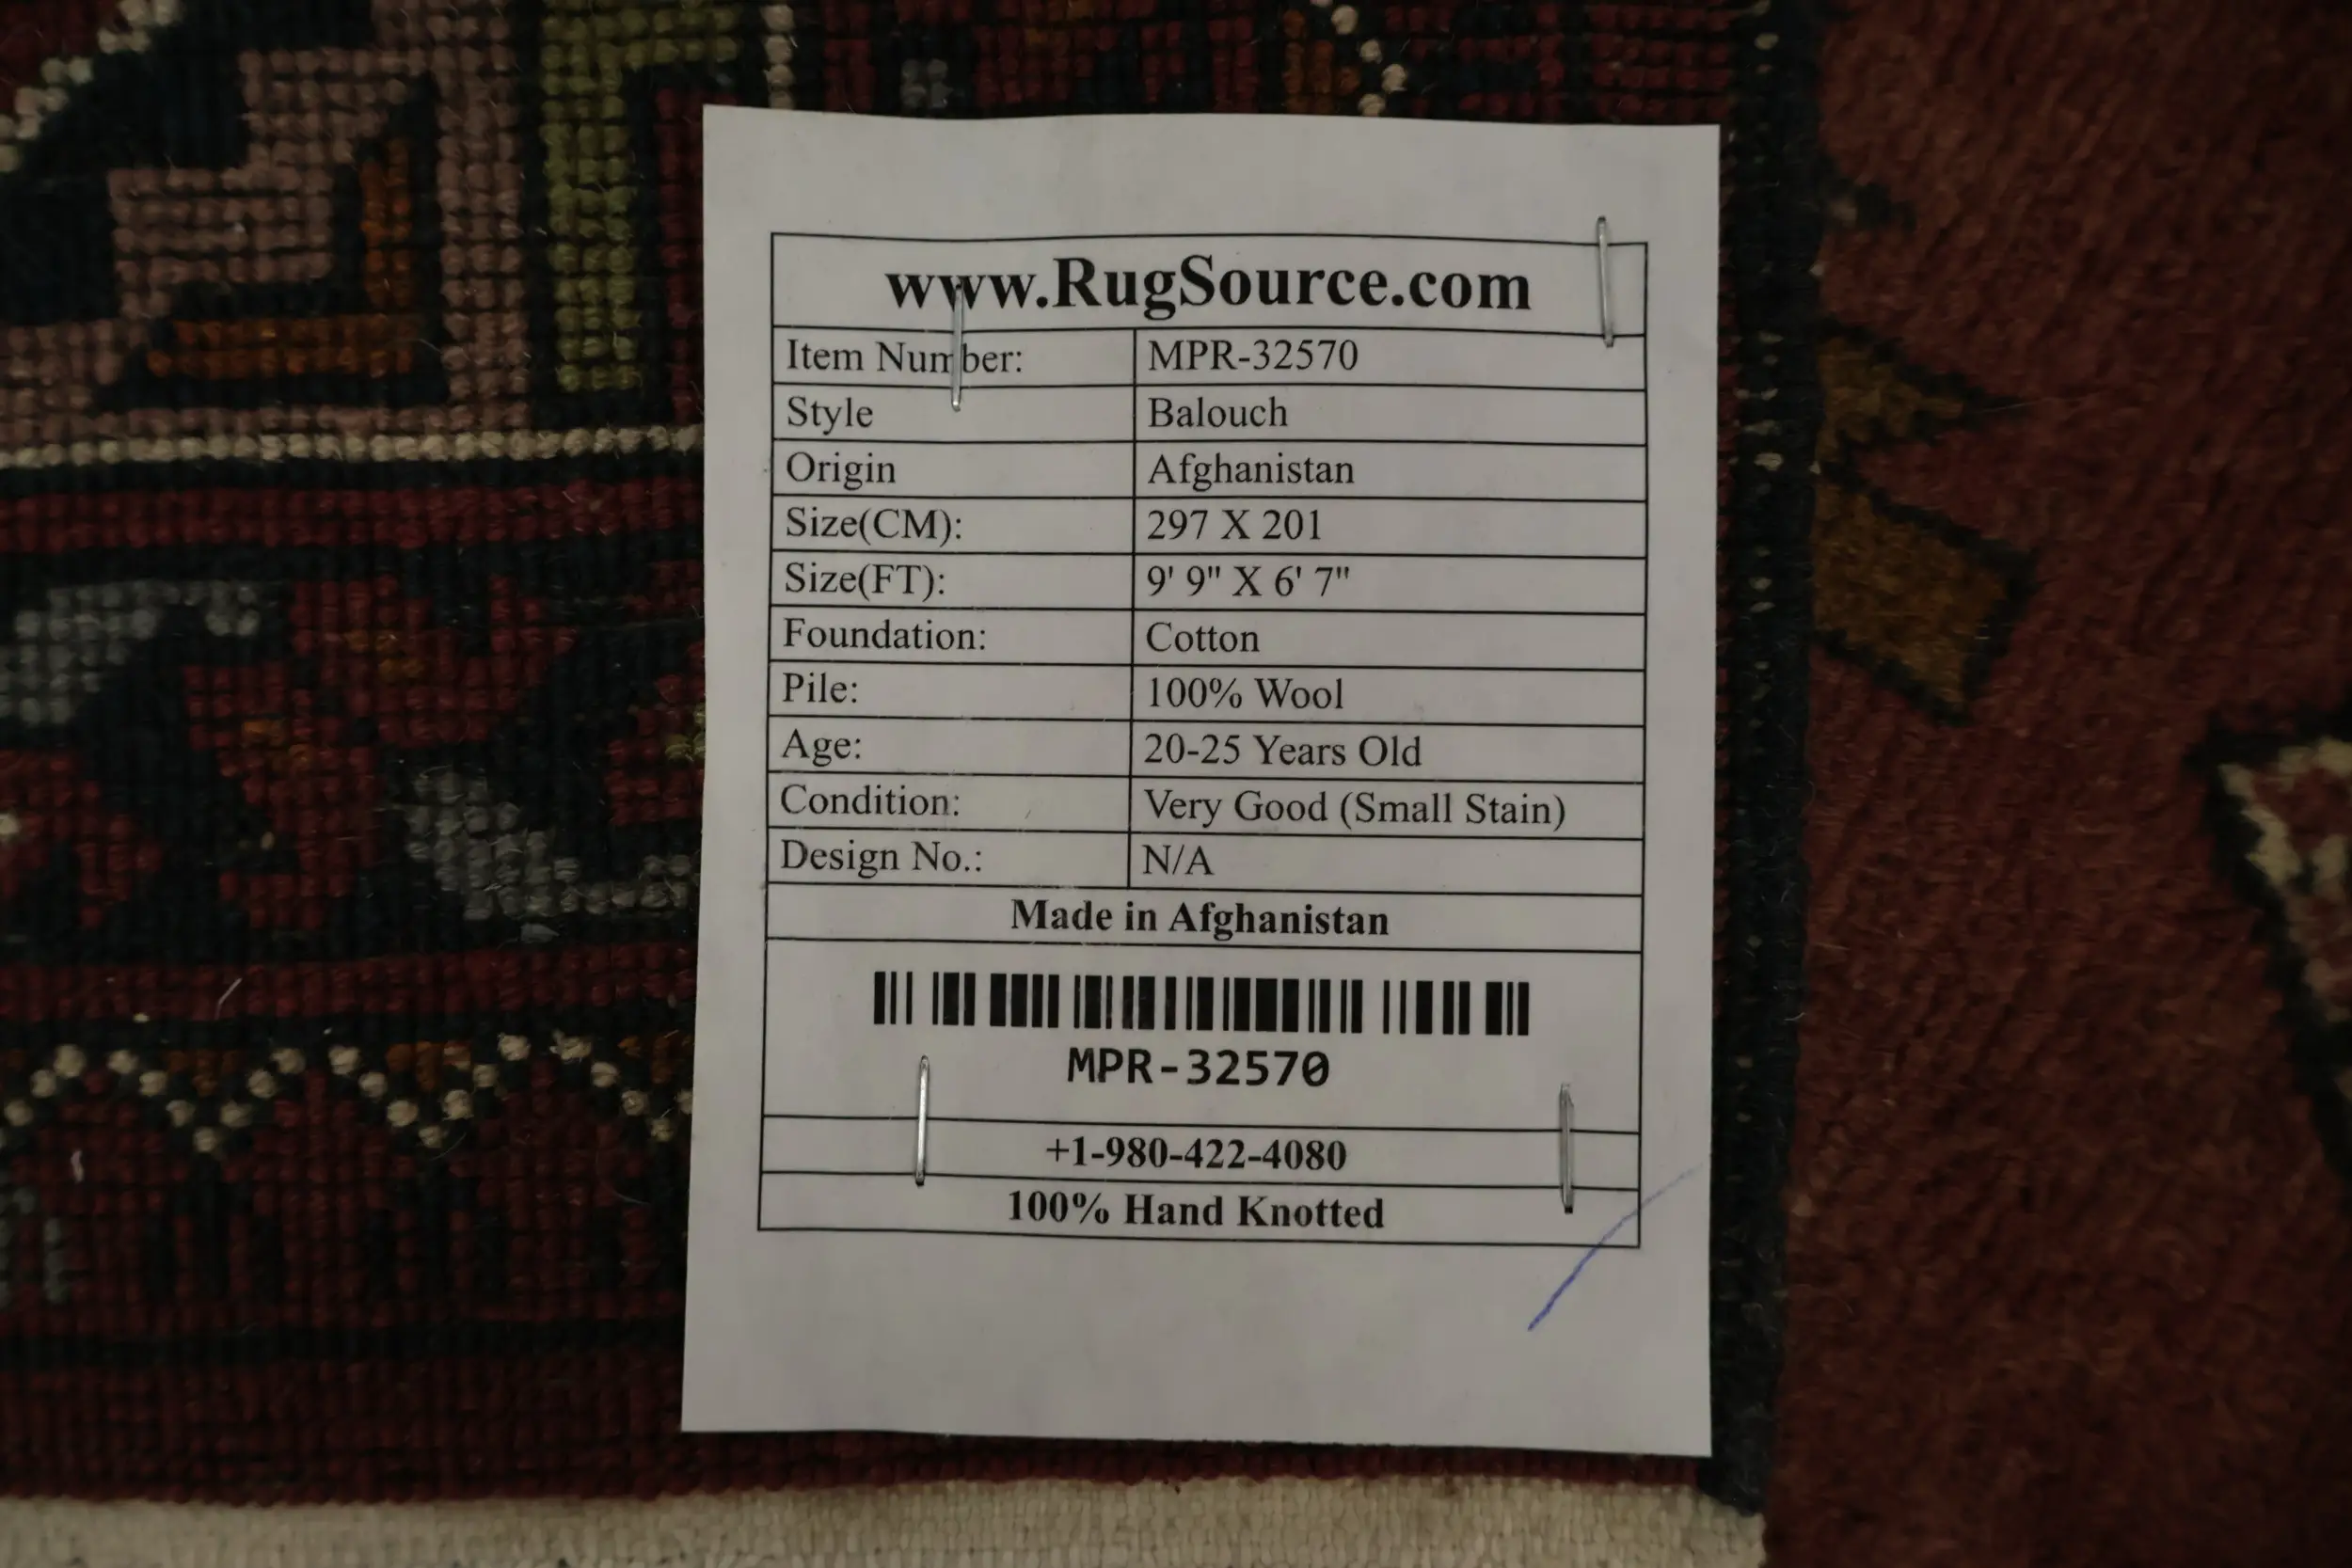 www.RugSource.com
Item Number: MPR-32570
Style Balouch
Origin Afghanistan
Size(CM): 297 X 201
Size(FT): 9' 9" X 6' 7"
Foundation: Cotton
Pile: 100% Wool
Age: 20-25 Years Old
Condition: Very Good (Small Stain)
Design No.: N/A
Made in Afghanistan
MPR-32570
+1-980-422-4080
100% Hand Knotted